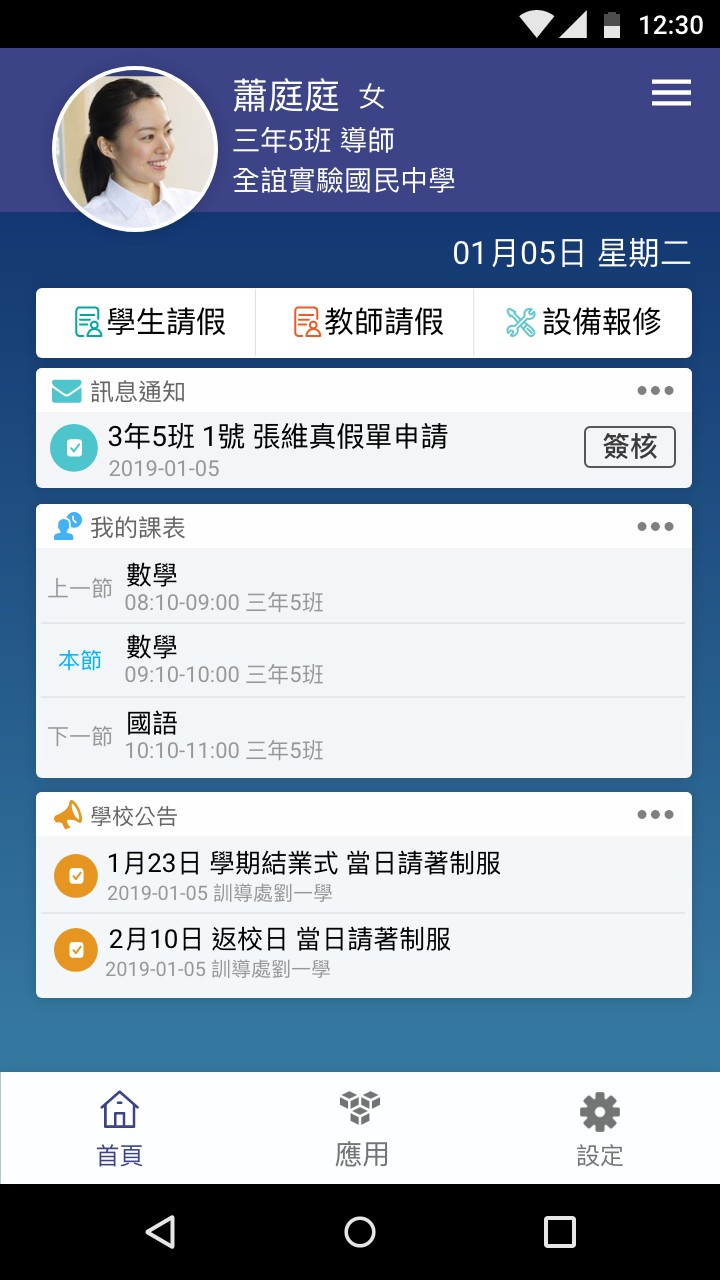 12:30
蕭庭庭 女
三年5班 導師
全誼實驗國民中學
01月05日 星期二
學生請假 教師請假 設備報修
訊息通知
3年5班 1號 張維真假單申請
2019-01-05
簽核
我的課表
上一節
數學
08:10-09:00 三年5班
本節
數學
09:10-10:00 三年5班
下一節
國語
10:10-11:00 三年5班
學校公告
1月23日 學期結業式 當日請著制服
2019-01-05 訓導處劉一學
2月10日 返校日 當日請著制服
2019-01-05 訓導處劉一學
首頁 應用 設定